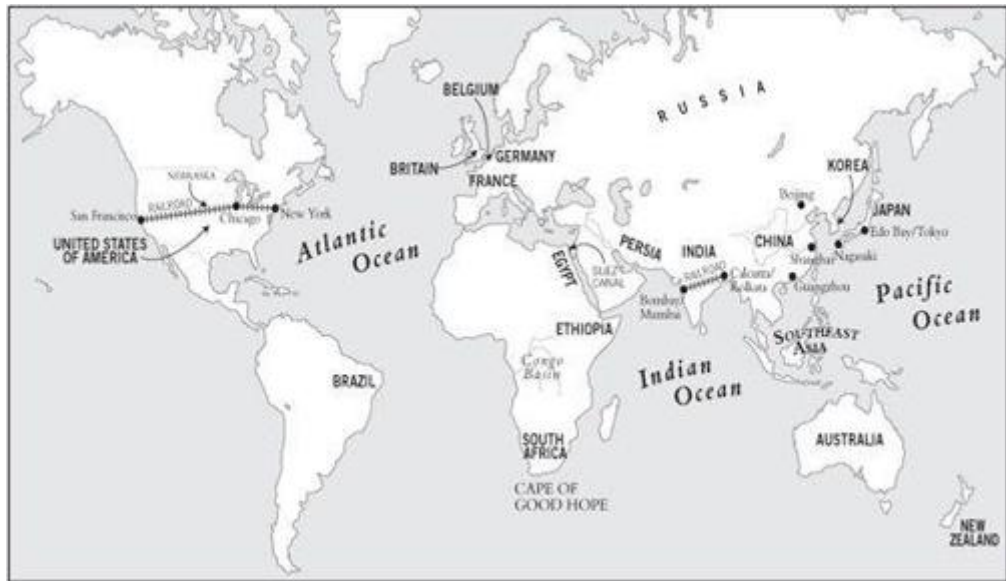 BELGIUM
RUSSIA
BRITAIN
GERMANY
FRANCE
KOREA
NEBRASKA
RAILROAD
San Francisco
Chicago
New York
UNITED STATES
OF AMERICA
Atlantic
Ocean
Beijing
JAPAN
Edo Bay/Tokyo
PERSIA
INDIA
CHINA
Shanghai
Nagasaki
EGYPT
SUEZ
CANAL
RAILROAD
Calcutta/
Kolkata
Guangzhou
Bombay/
Mumbai
Pacific
Ocean
ETHIOPIA
SOUTHEAST
ASIA
Congo
Basin
Indian
Ocean
BRAZIL
SOUTH
AFRICA
AUSTRALIA
CAPE OF
GOOD HOPE
NEW
ZEALAND